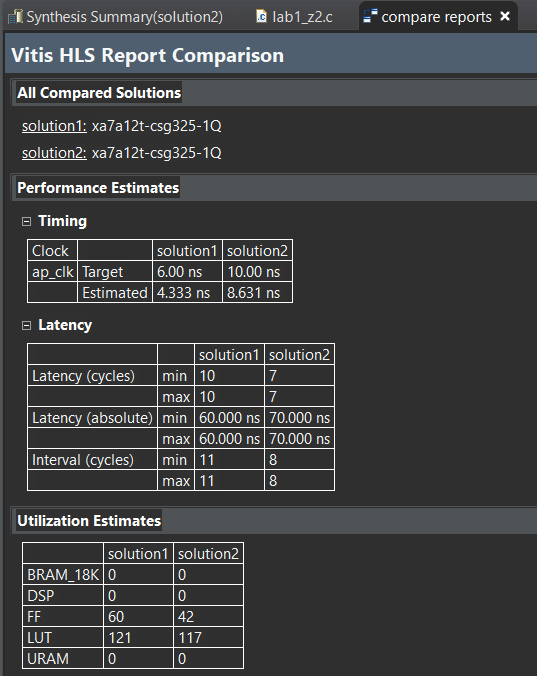 Synthesis Summary(solution2) lab1_z2.c compare reports
Vitis HLS Report Comparison
All Compared Solutions
solution1: xa7a12t-csg325-1Q
solution2: xa7a12t-csg325-1Q
Performance Estimates
Timing
Clock solution1 solution2
ap_clk Target 6.00 ns 10.00 ns
Estimated 4.333 ns 8.631 ns
Latency
solution1 solution2
Latency (cycles) min 10 7
max 10 7
Latency (absolute) min 60.000 ns 70.000 ns
max 60.000 ns 70.000 ns
Interval (cycles) min 11 8
max 11 8
Utilization Estimates
solution1 solution2
BRAM_18K 0 0
DSP 0 0
FF 60 42
LUT 121 117
URAM 0 0